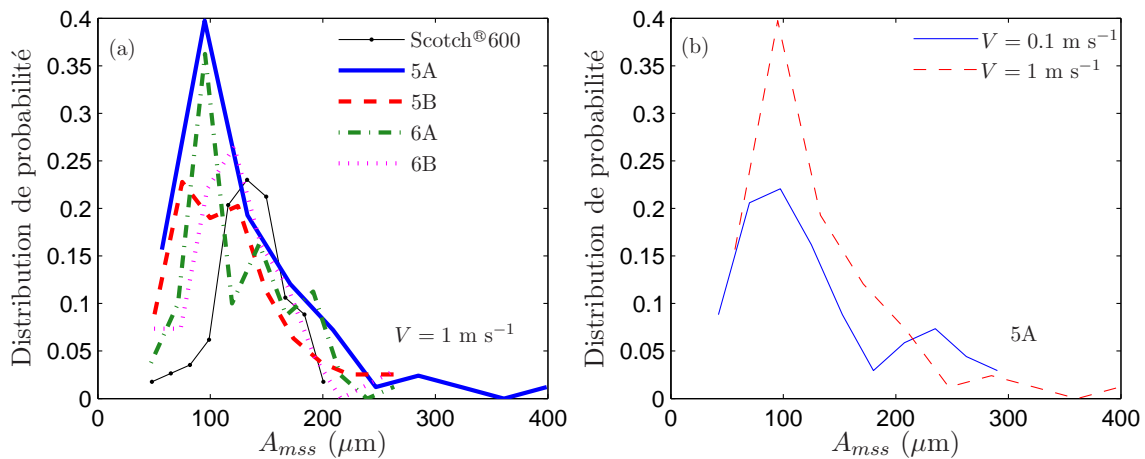 Distribution de probabilité
0.4
0.35
0.3
0.25
0.2
0.15
0.1
0.05
0
(a)
Scotch®600
5A
5B
6A
6B
V = 1 m s⁻¹
0 100 200 300 400
A_mss (μm)
Distribution de probabilité
0.4
0.35
0.3
0.25
0.2
0.15
0.1
0.05
0
(b)
V = 0.1 m s⁻¹
V = 1 m s⁻¹
5A
0 100 200 300 400
A_mss (μm)